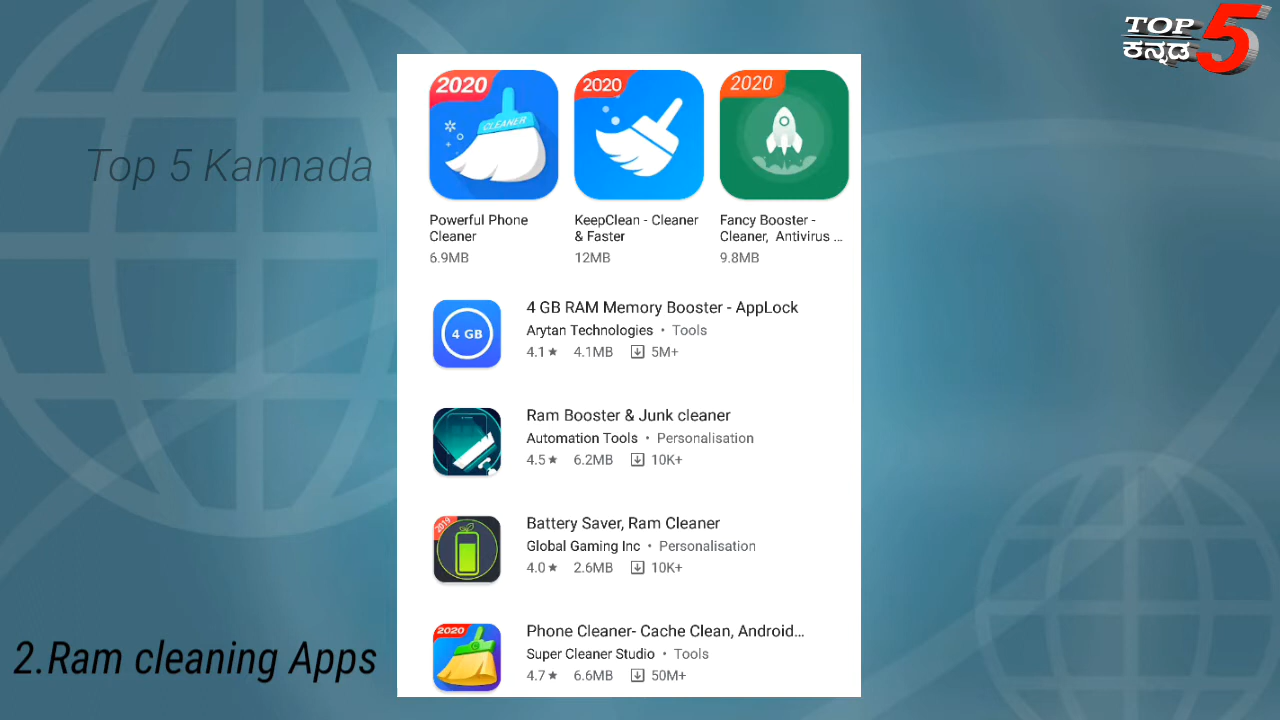 TOP 5
ಕನ್ನಡ
Top 5 Kannada
2020
CLEANER
2020
2020
Powerful Phone
Cleaner
6.9MB
KeepClean - Cleaner
& Faster
12MB
Fancy Booster -
Cleaner, Antivirus ...
9.8MB
4 GB
4 GB RAM Memory Booster - AppLock
Arytan Technologies • Tools
4.1★ 4.1MB 5M+
Ram Booster & Junk cleaner
Automation Tools • Personalisation
4.5★ 6.2MB 10K+
2019
Battery Saver, Ram Cleaner
Global Gaming Inc • Personalisation
4.0★ 2.6MB 10K+
2020
Phone Cleaner- Cache Clean, Android...
Super Cleaner Studio • Tools
4.7★ 6.6MB 50M+
2.Ram cleaning Apps